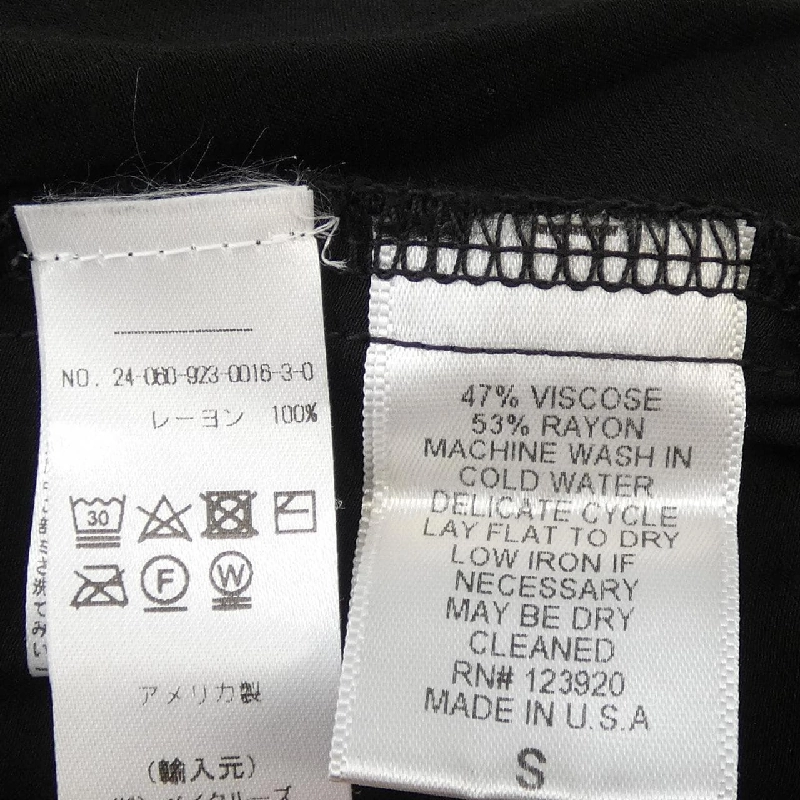 NO. 24-060-923-0016-3-0
レーヨン 100%
30
F
W
アメリカ製
(輸入元)
47% VISCOSE
53% RAYON
MACHINE WASH IN
COLD WATER
DELICATE CYCLE
LAY FLAT TO DRY
LOW IRON IF
NECESSARY
MAY BE DRY
CLEANED
RN# 123920
MADE IN U.S.A
S